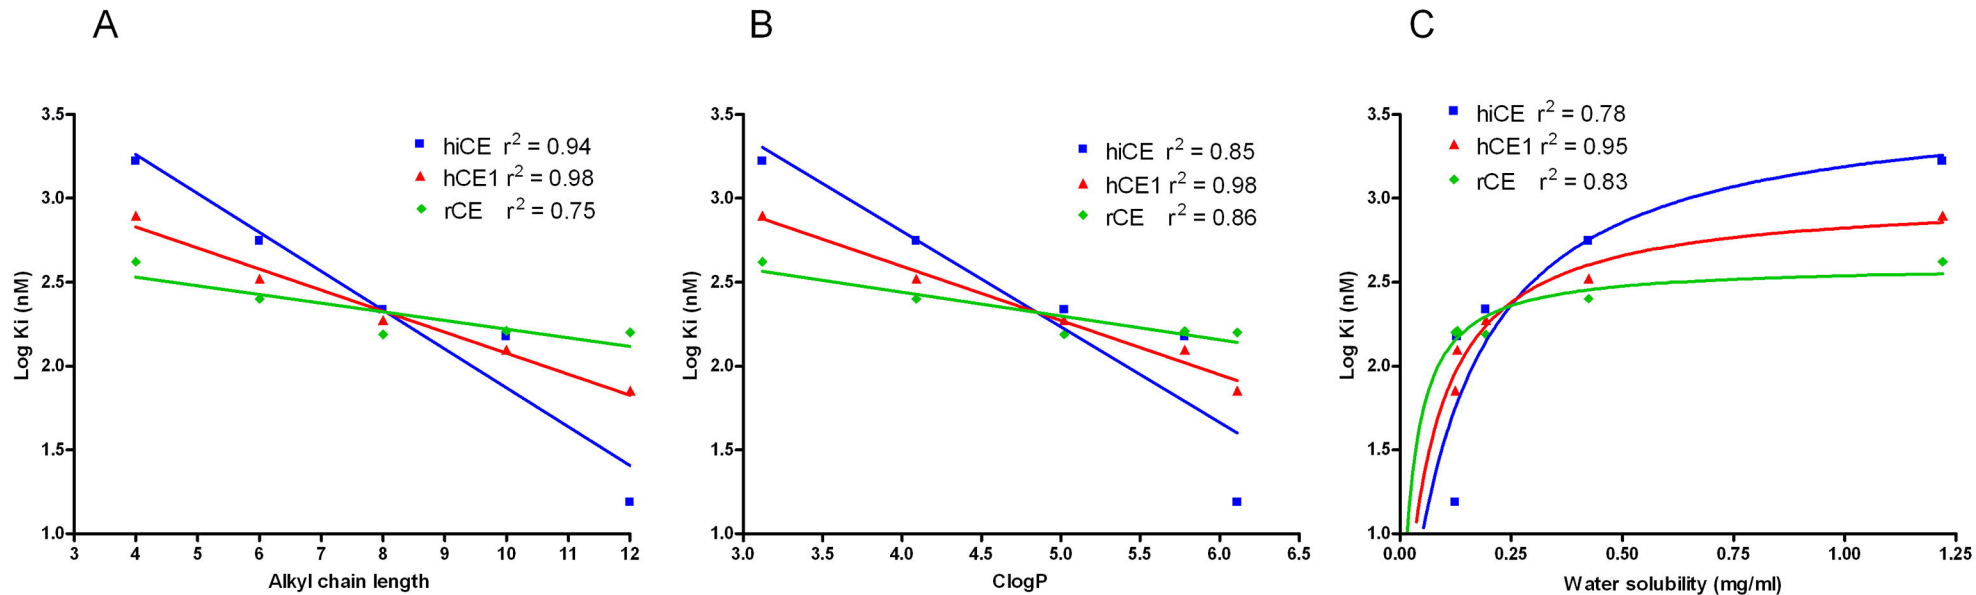 A
3.5
3.0
2.5
2.0
1.5
1.0
Log Ki (nM)
hiCE r² = 0.94
hCE1 r² = 0.98
rCE r² = 0.75
3 4 5 6 7 8 9 10 11 12
Alkyl chain length
B
3.5
3.0
2.5
2.0
1.5
1.0
Log Ki (nM)
hiCE r² = 0.85
hCE1 r² = 0.98
rCE r² = 0.86
3.0 3.5 4.0 4.5 5.0 5.5 6.0 6.5
ClogP
C
3.5
3.0
2.5
2.0
1.5
1.0
Log Ki (nM)
hiCE r² = 0.78
hCE1 r² = 0.95
rCE r² = 0.83
0.00 0.25 0.50 0.75 1.00 1.25
Water solubility (mg/ml)